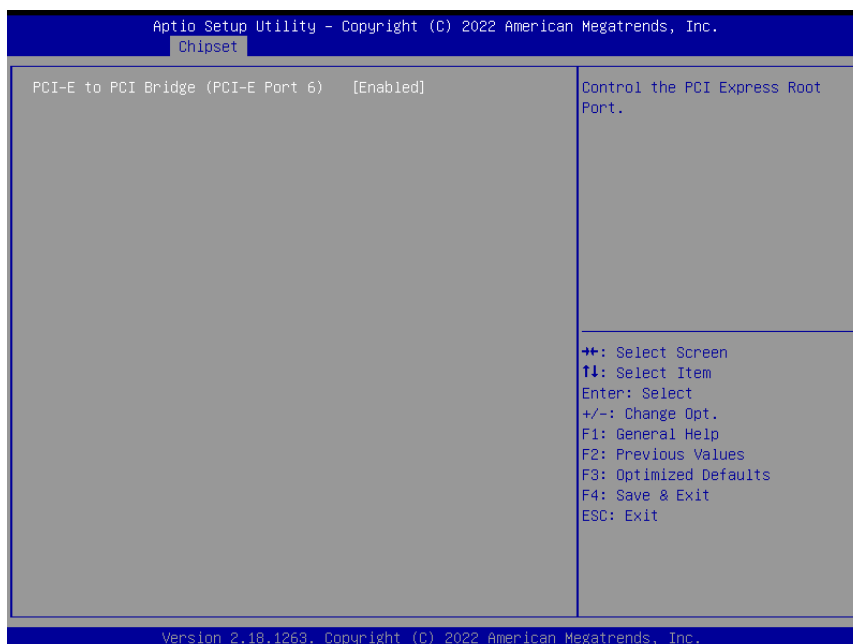 Aptio Setup Utility – Copyright (C) 2022 American Megatrends, Inc.
Chipset
PCI-E to PCI Bridge (PCI-E Port 6) [Enabled]
Control the PCI Express Root
Port.
→←: Select Screen
↑↓: Select Item
Enter: Select
+/-: Change Opt.
F1: General Help
F2: Previous Values
F3: Optimized Defaults
F4: Save & Exit
ESC: Exit
Version 2.18.1263. Copyright (C) 2022 American Megatrends, Inc.